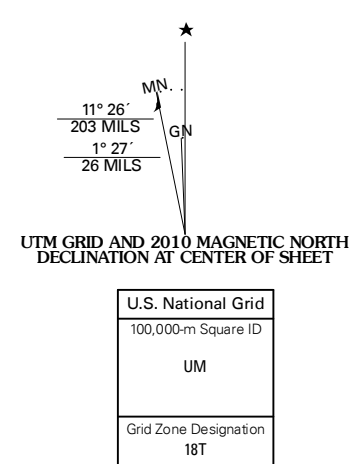 ★
MN
11° 26´
203 MILS
GN
1° 27´
26 MILS
UTM GRID AND 2010 MAGNETIC NORTH
DECLINATION AT CENTER OF SHEET
U.S. National Grid
100,000-m Square ID
UM
Grid Zone Designation
18T